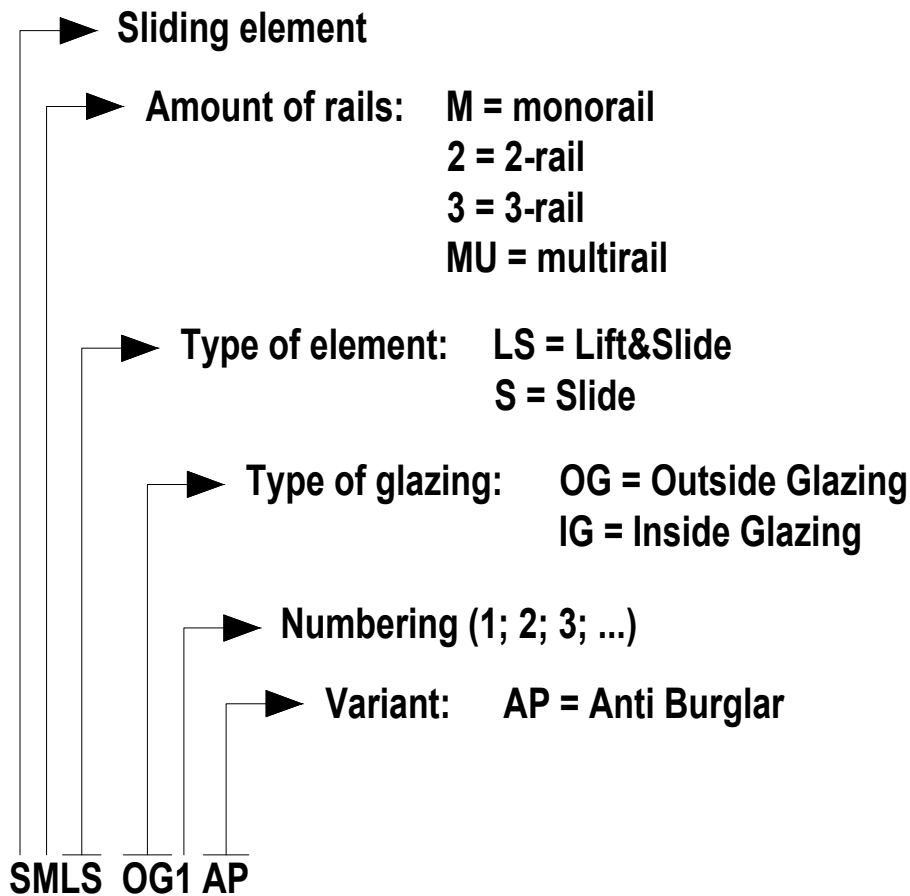 Sliding element
Amount of rails: M = monorail
2 = 2-rail
3 = 3-rail
MU = multirail
Type of element: LS = Lift&Slide
S = Slide
Type of glazing: OG = Outside Glazing
IG = Inside Glazing
Numbering (1; 2; 3; ...)
Variant: AP = Anti Burglar
SMLS OG1 AP